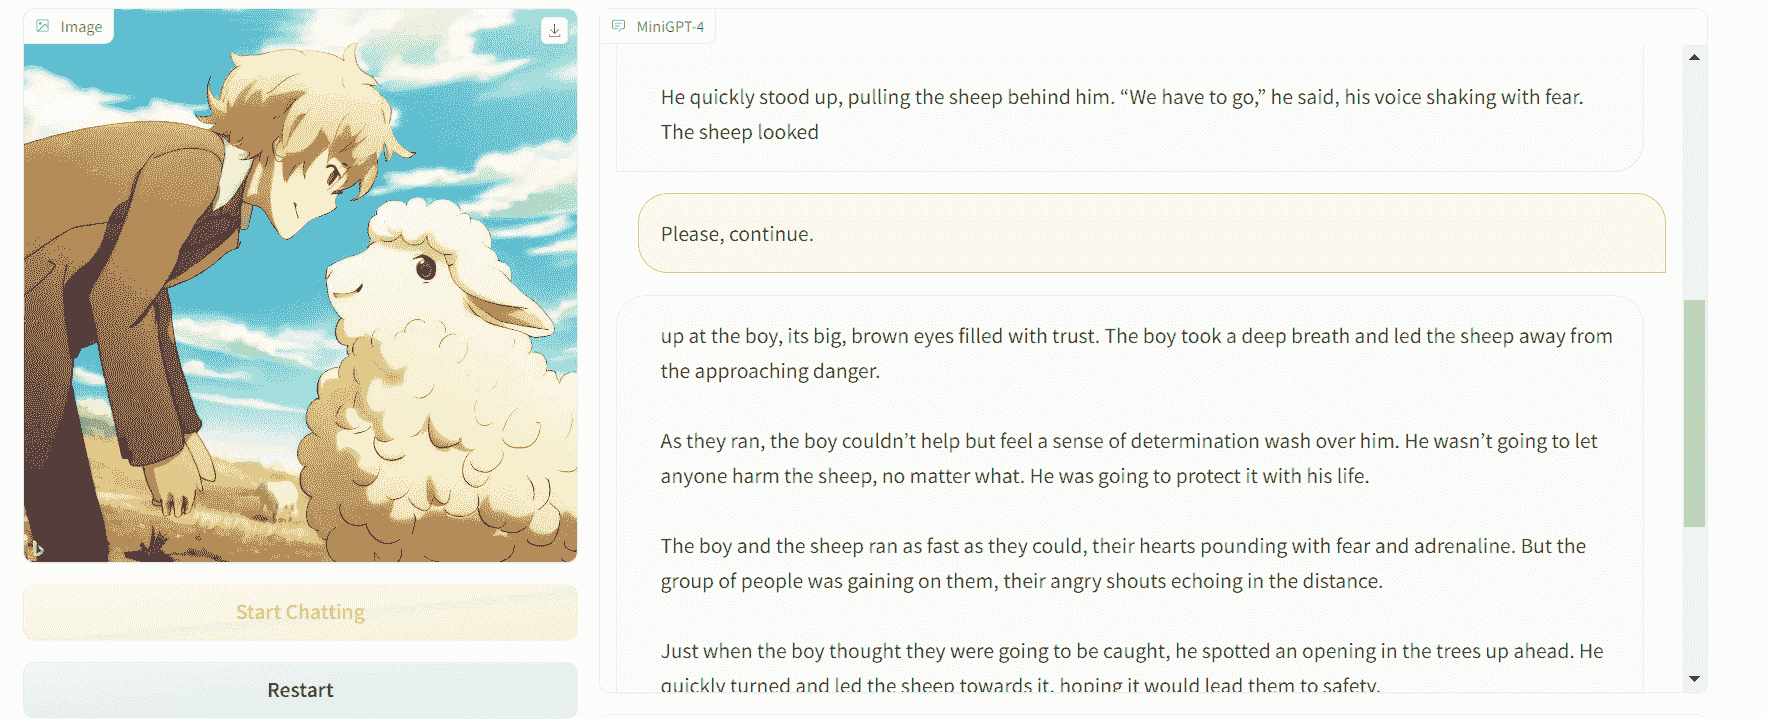 Image
MiniGPT-4
He quickly stood up, pulling the sheep behind him. “We have to go,” he said, his voice shaking with fear.
The sheep looked
Please, continue.
up at the boy, its big, brown eyes filled with trust. The boy took a deep breath and led the sheep away from
the approaching danger.
As they ran, the boy couldn’t help but feel a sense of determination wash over him. He wasn’t going to let
anyone harm the sheep, no matter what. He was going to protect it with his life.
The boy and the sheep ran as fast as they could, their hearts pounding with fear and adrenaline. But the
group of people was gaining on them, their angry shouts echoing in the distance.
Just when the boy thought they were going to be caught, he spotted an opening in the trees up ahead. He
quickly turned and led the sheep towards it, hoping it would lead them to safety.
Start Chatting
Restart